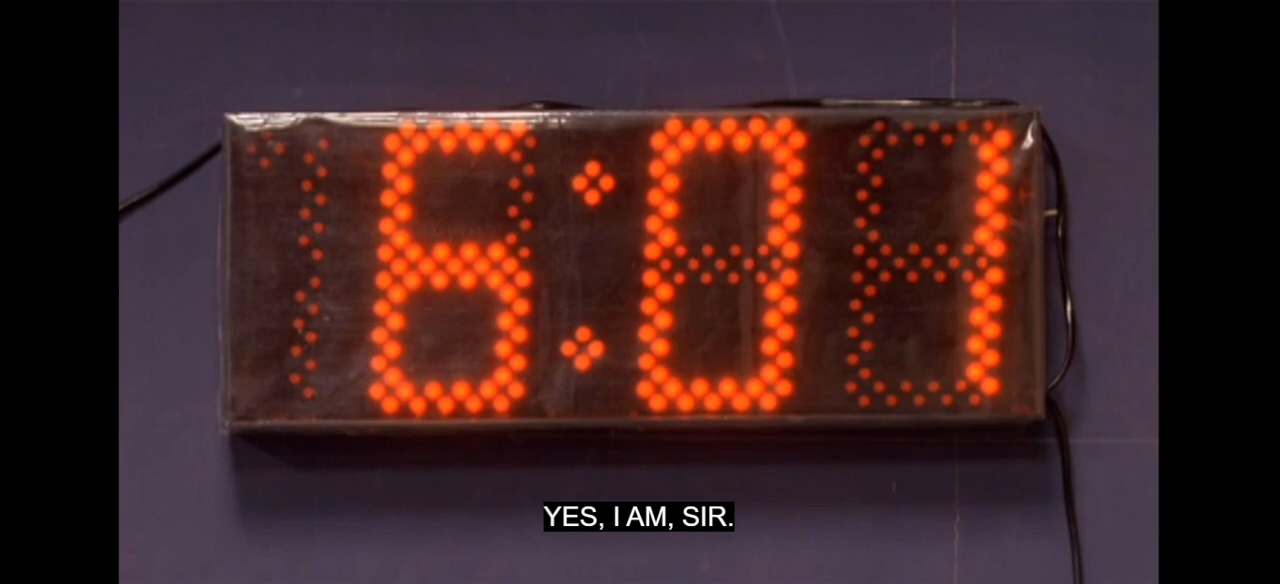 6:01
YES, I AM, SIR.